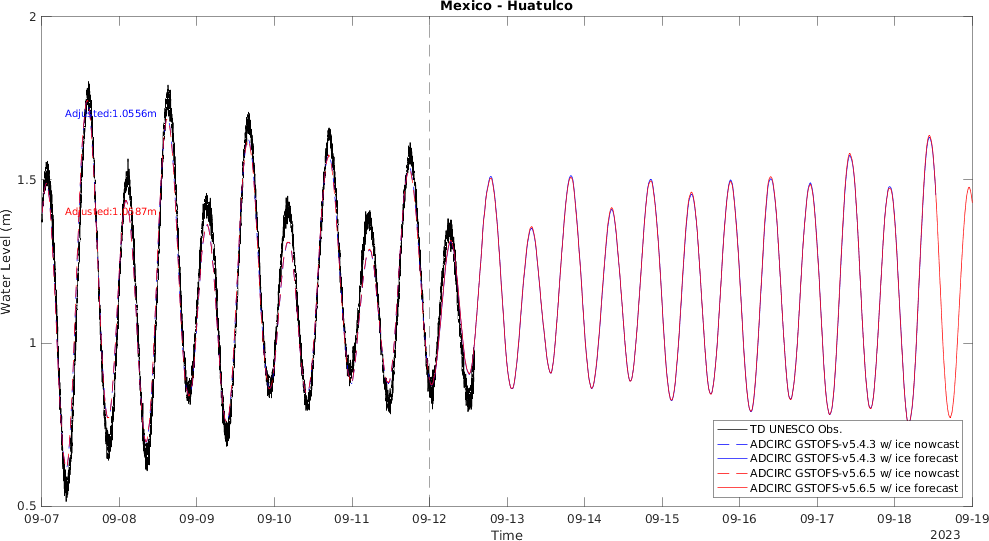 Mexico - Huatulco
2
1.5
1
0.5
Water Level (m)
Adjusted:1.0556m
Adjusted:1.0587m
TD UNESCO Obs.
ADCIRC GSTOFS-v5.4.3 w/ ice nowcast
ADCIRC GSTOFS-v5.4.3 w/ ice forecast
ADCIRC GSTOFS-v5.6.5 w/ ice nowcast
ADCIRC GSTOFS-v5.6.5 w/ ice forecast
09-07 09-08 09-09 09-10 09-11 09-12 09-13 09-14 09-15 09-16 09-17 09-18 09-19
Time
2023